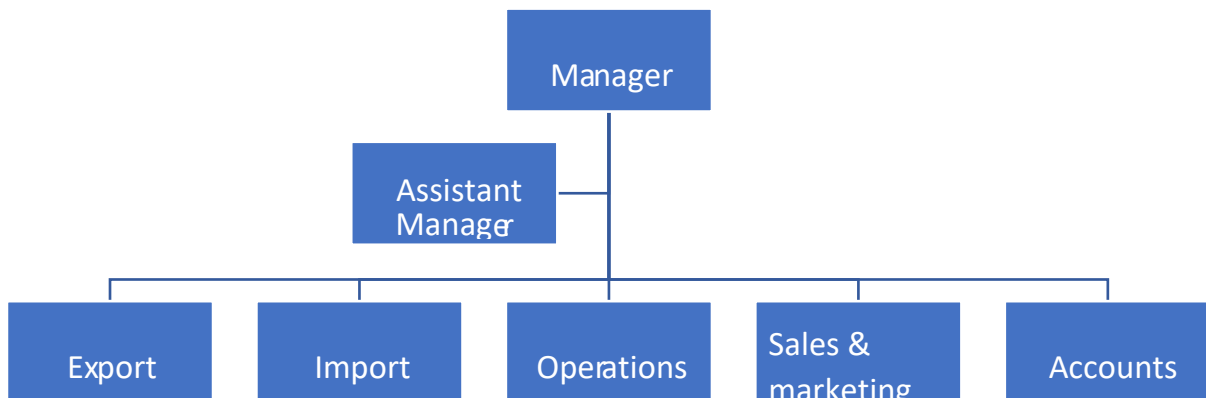 Manager
Assistant
Manager
Export
Import
Operations
Sales &
marketing
Accounts